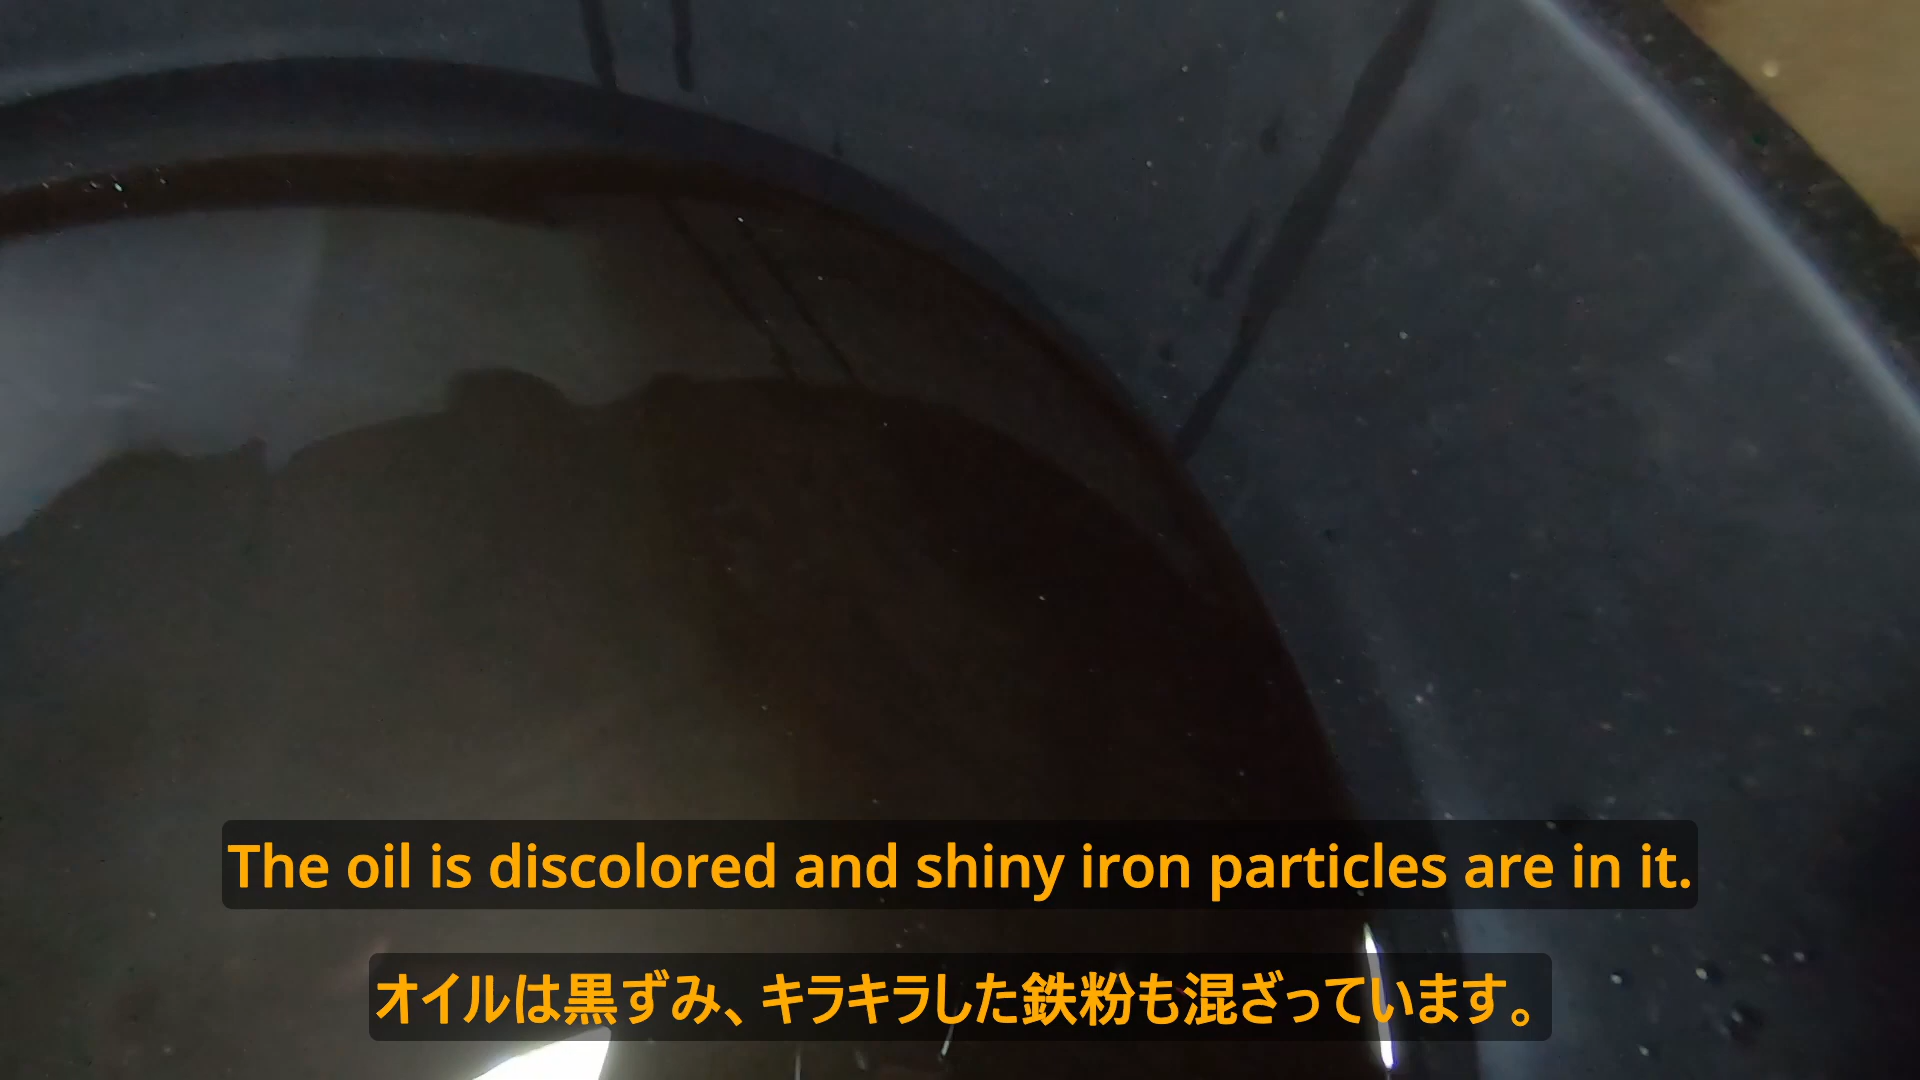 The oil is discolored and shiny iron particles are in it.
オイルは黒ずみ、キラキラした鉄粉も混ざっています。